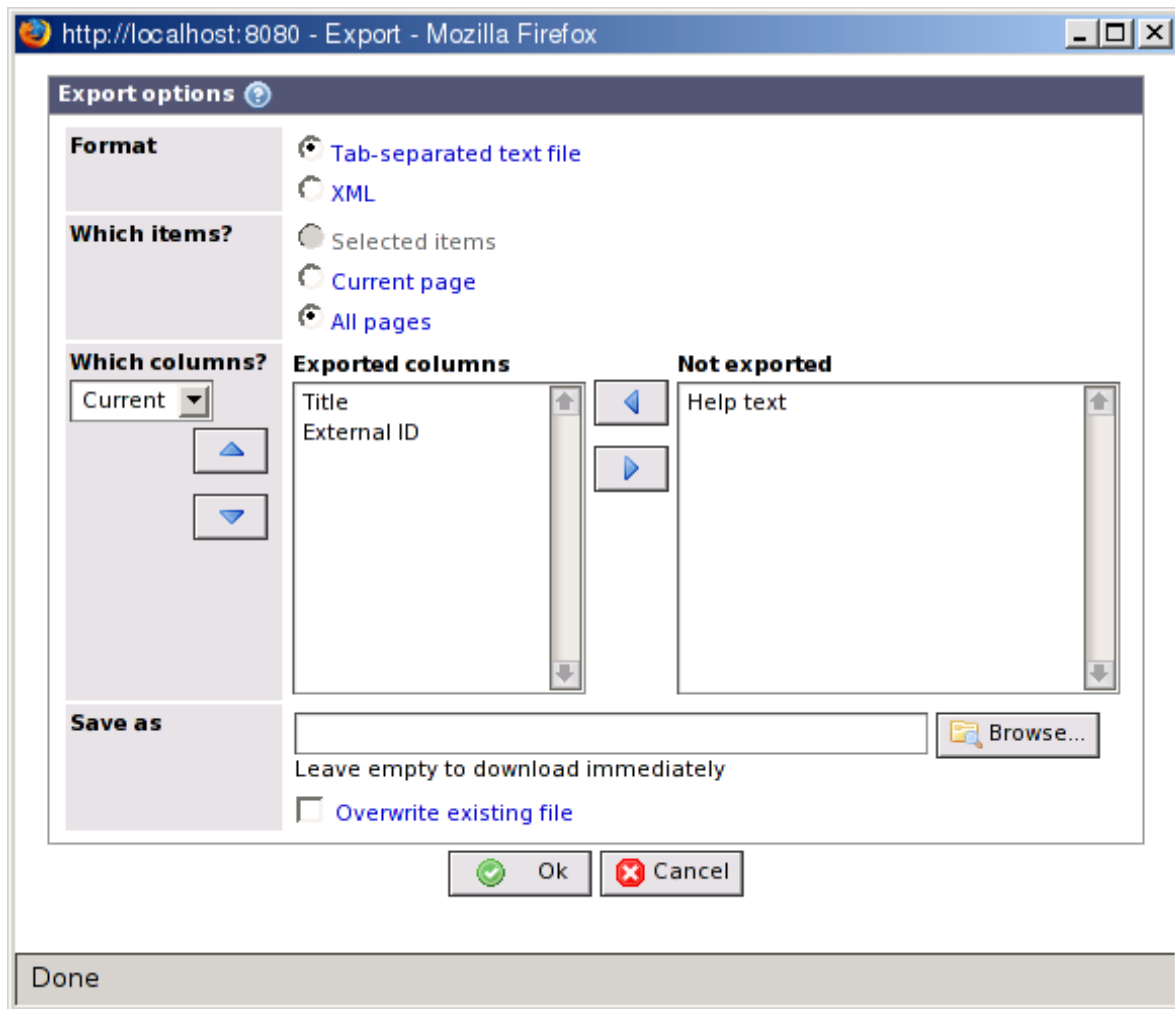 http://localhost:8080 - Export - Mozilla Firefox
Export options
Format
Tab-separated text file
XML
Which items?
Selected items
Current page
All pages
Which columns?
Current
Exported columns
Title
External ID
Not exported
Help text
Save as
Browse...
Leave empty to download immediately
Overwrite existing file
Ok
Cancel
Done